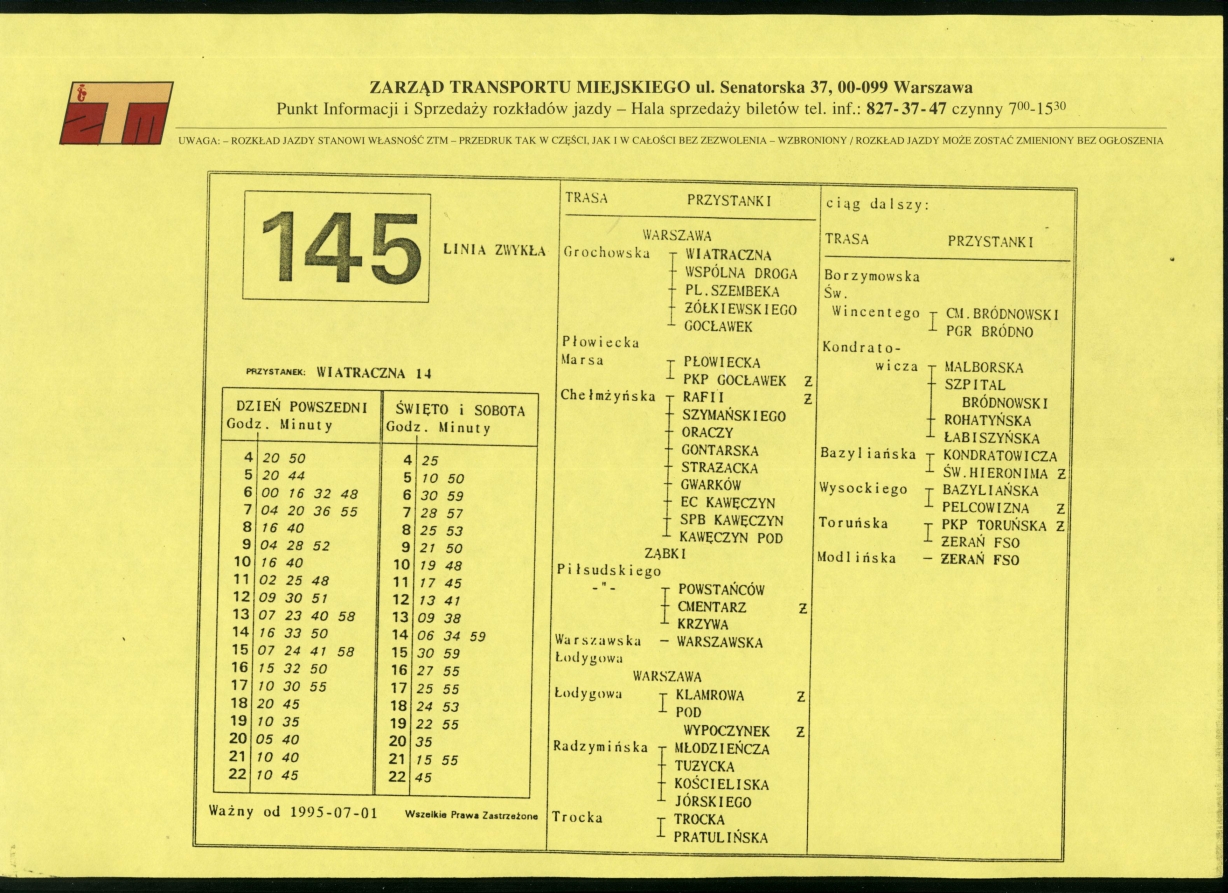 ZTM
ZARZĄD TRANSPORTU MIEJSKIEGO ul. Senatorska 37, 00-099 Warszawa
Punkt Informacji i Sprzedaży rozkładów jazdy – Hala sprzedaży biletów tel. inf.: 827-37-47 czynny 7⁰⁰-15³⁰
UWAGA: – ROZKŁAD JAZDY STANOWI WŁASNOŚĆ ZTM – PRZEDRUK TAK W CZĘŚCI, JAK I W CAŁOŚCI BEZ ZEZWOLENIA – WZBRONIONY / ROZKŁAD JAZDY MOŻE ZOSTAĆ ZMIENIONY BEZ OGŁOSZENIA
145 LINIA ZWYKŁA
PRZYSTANEK: WIATRACZNA 14
DZIEŃ POWSZEDNI
Godz. Minuty
4 20 50
5 20 44
6 00 16 32 48
7 04 20 36 55
8 16 40
9 04 28 52
10 16 40
11 02 25 48
12 09 30 51
13 07 23 40 58
14 16 33 50
15 07 24 41 58
16 15 32 50
17 10 30 55
18 20 45
19 10 35
20 05 40
21 10 40
22 10 45
ŚWIĘTO i SOBOTA
Godz. Minuty
4 25
5 10 50
6 30 59
7 28 57
8 25 53
9 21 50
10 19 48
11 17 45
12 13 41
13 09 38
14 06 34 59
15 30 59
16 27 55
17 25 55
18 24 53
19 22 55
20 35
21 15 55
22 45
Ważny od 1995-07-01 Wszelkie Prawa Zastrzeżone
TRASA PRZYSTANKI
WARSZAWA
Grochowska WIATRACZNA
WSPÓLNA DROGA
PL.SZEMBEKA
ŻÓŁKIEWSKIEGO
GOCŁAWEK
Płowiecka
Marsa PŁOWIECKA
PKP GOCŁAWEK Ż
Chełmżyńska RAFII Ż
SZYMAŃSKIEGO
ORACZY
GONTARSKA
STRAŻACKA
GWARKÓW
EC KAWĘCZYN
SPB KAWĘCZYN
KAWĘCZYN POD
ZĄBKI
Piłsudskiego
-"- POWSTAŃCÓW
CMENTARZ Ż
KRZYWA
Warszawska – WARSZAWSKA
Łodygowa
WARSZAWA
Łodygowa KLAMROWA Ż
POD
WYPOCZYNEK Ż
Radzymińska MŁODZIEŃCZA
TUŻYCKA
KOŚCIELISKA
JÓRSKIEGO
Trocka TROCKA
PRATULIŃSKA
ciąg dalszy:
TRASA PRZYSTANKI
Borzymowska
Św.
Wincentego CM.BRÓDNOWSKI
PGR BRÓDNO
Kondrato-
wicza MALBORSKA
SZPITAL
BRÓDNOWSKI
ROHATYŃSKA
ŁABISZYŃSKA
Bazyliańska KONDRATOWICZA
ŚW.HIERONIMA Ż
Wysockiego BAZYLIAŃSKA
PELCOWIZNA Ż
Toruńska PKP TORUŃSKA Ż
ŻERAŃ FSO
Modlińska – ŻERAŃ FSO